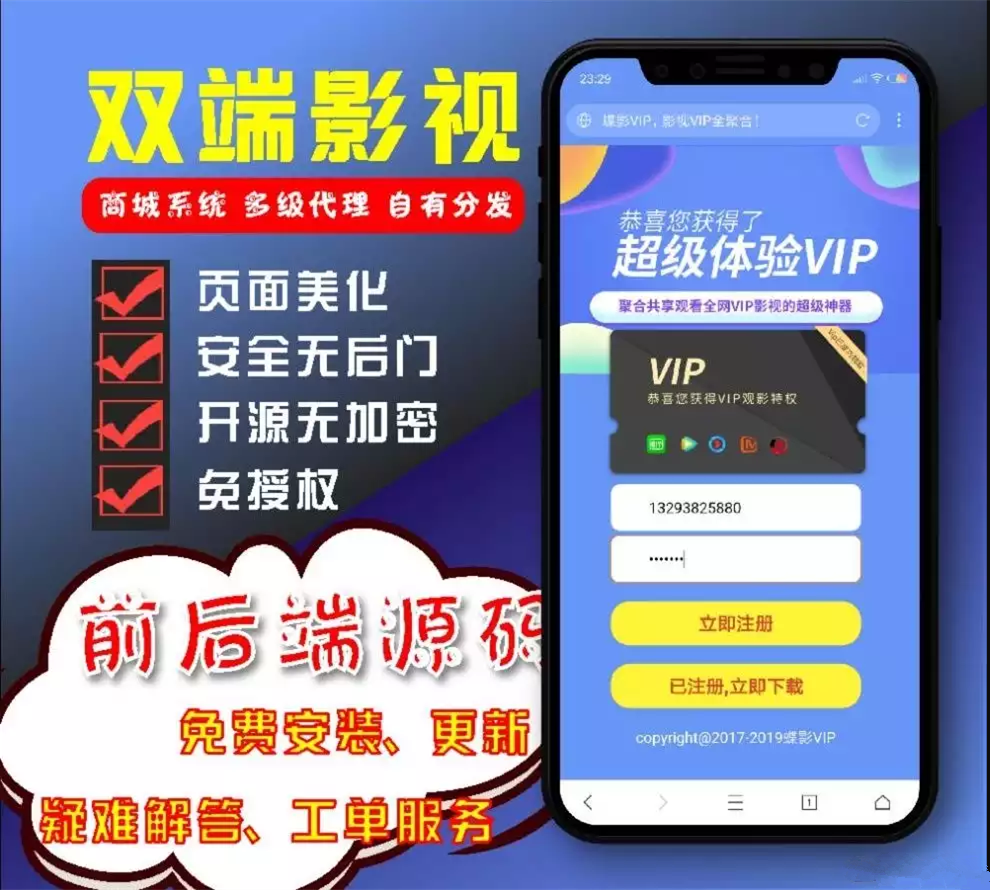 双端影视
商城系统 多级代理 自有分发
页面美化
安全无后门
开源无加密
免授权
前后端源码
免费安装、更新
疑难解答、工单服务
23:29
蝶影VIP，影视VIP全聚合！
恭喜您获得了
超级体验VIP
聚合共享观看全网VIP影视的超级神器
VIP
恭喜您获得VIP观影特权
13293825880
•••••••
立即注册
已注册,立即下载
copyright@2017-2019蝶影VIP
1